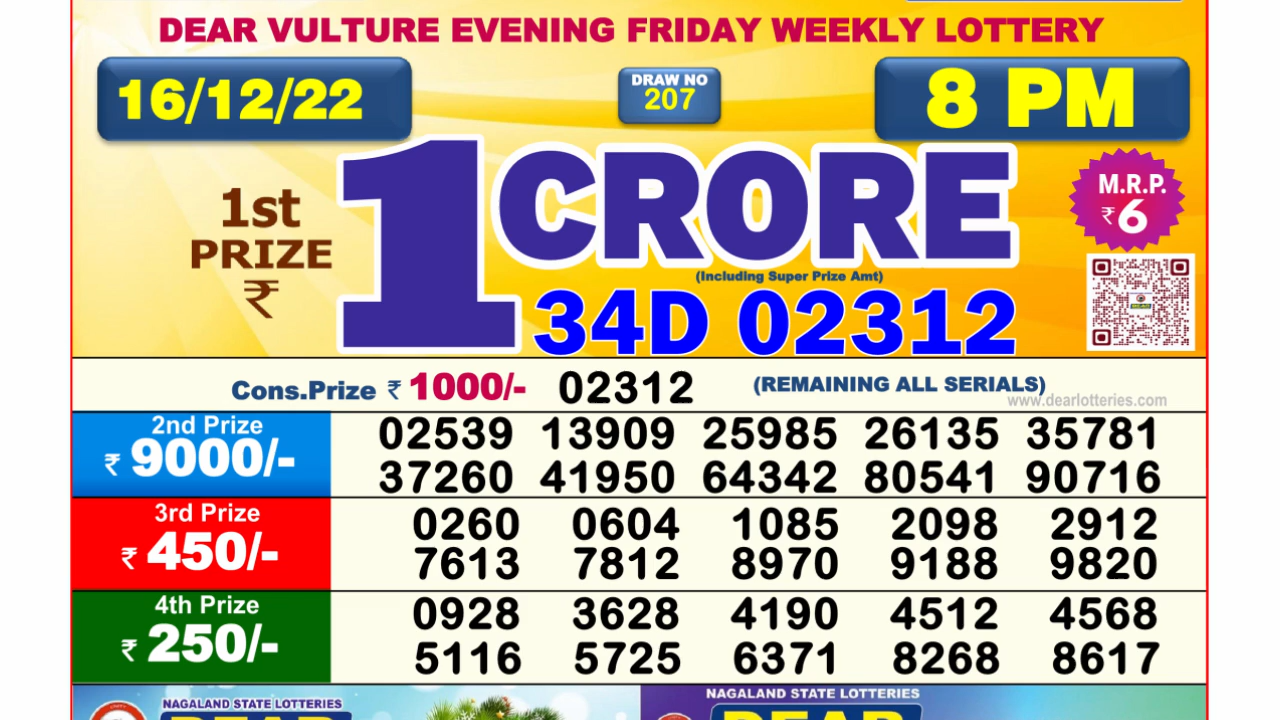 DEAR VULTURE EVENING FRIDAY WEEKLY LOTTERY
16/12/22
DRAW NO
207
8 PM
1st
PRIZE
₹
1 CRORE
(Including Super Prize Amt)
34D 02312
M.R.P.
₹ 6
Cons.Prize ₹ 1000/- 02312 (REMAINING ALL SERIALS)
www.dearlotteries.com
2nd Prize
₹ 9000/-
02539 13909 25985 26135 35781
37260 41950 64342 80541 90716
3rd Prize
₹ 450/-
0260 0604 1085 2098 2912
7613 7812 8970 9188 9820
4th Prize
₹ 250/-
0928 3628 4190 4512 4568
5116 5725 6371 8268 8617
NAGALAND STATE LOTTERIES
DEAR
NAGALAND STATE LOTTERIES
DEAR